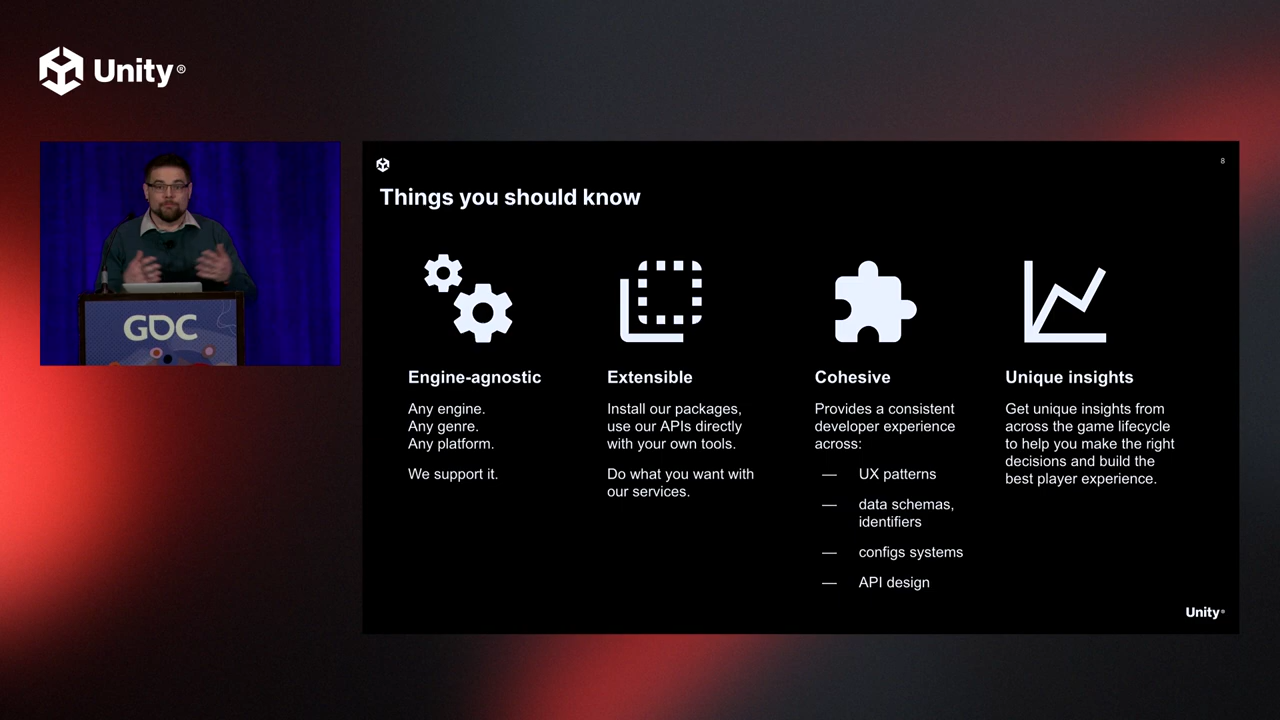 Unity®
GDC
8
Things you should know
Engine-agnostic
Any engine.
Any genre.
Any platform.
We support it.
Extensible
Install our packages,
use our APIs directly
with your own tools.
Do what you want with
our services.
Cohesive
Provides a consistent
developer experience
across:
— UX patterns
— data schemas,
identifiers
— configs systems
— API design
Unique insights
Get unique insights from
across the game lifecycle
to help you make the right
decisions and build the
best player experience.
Unity®